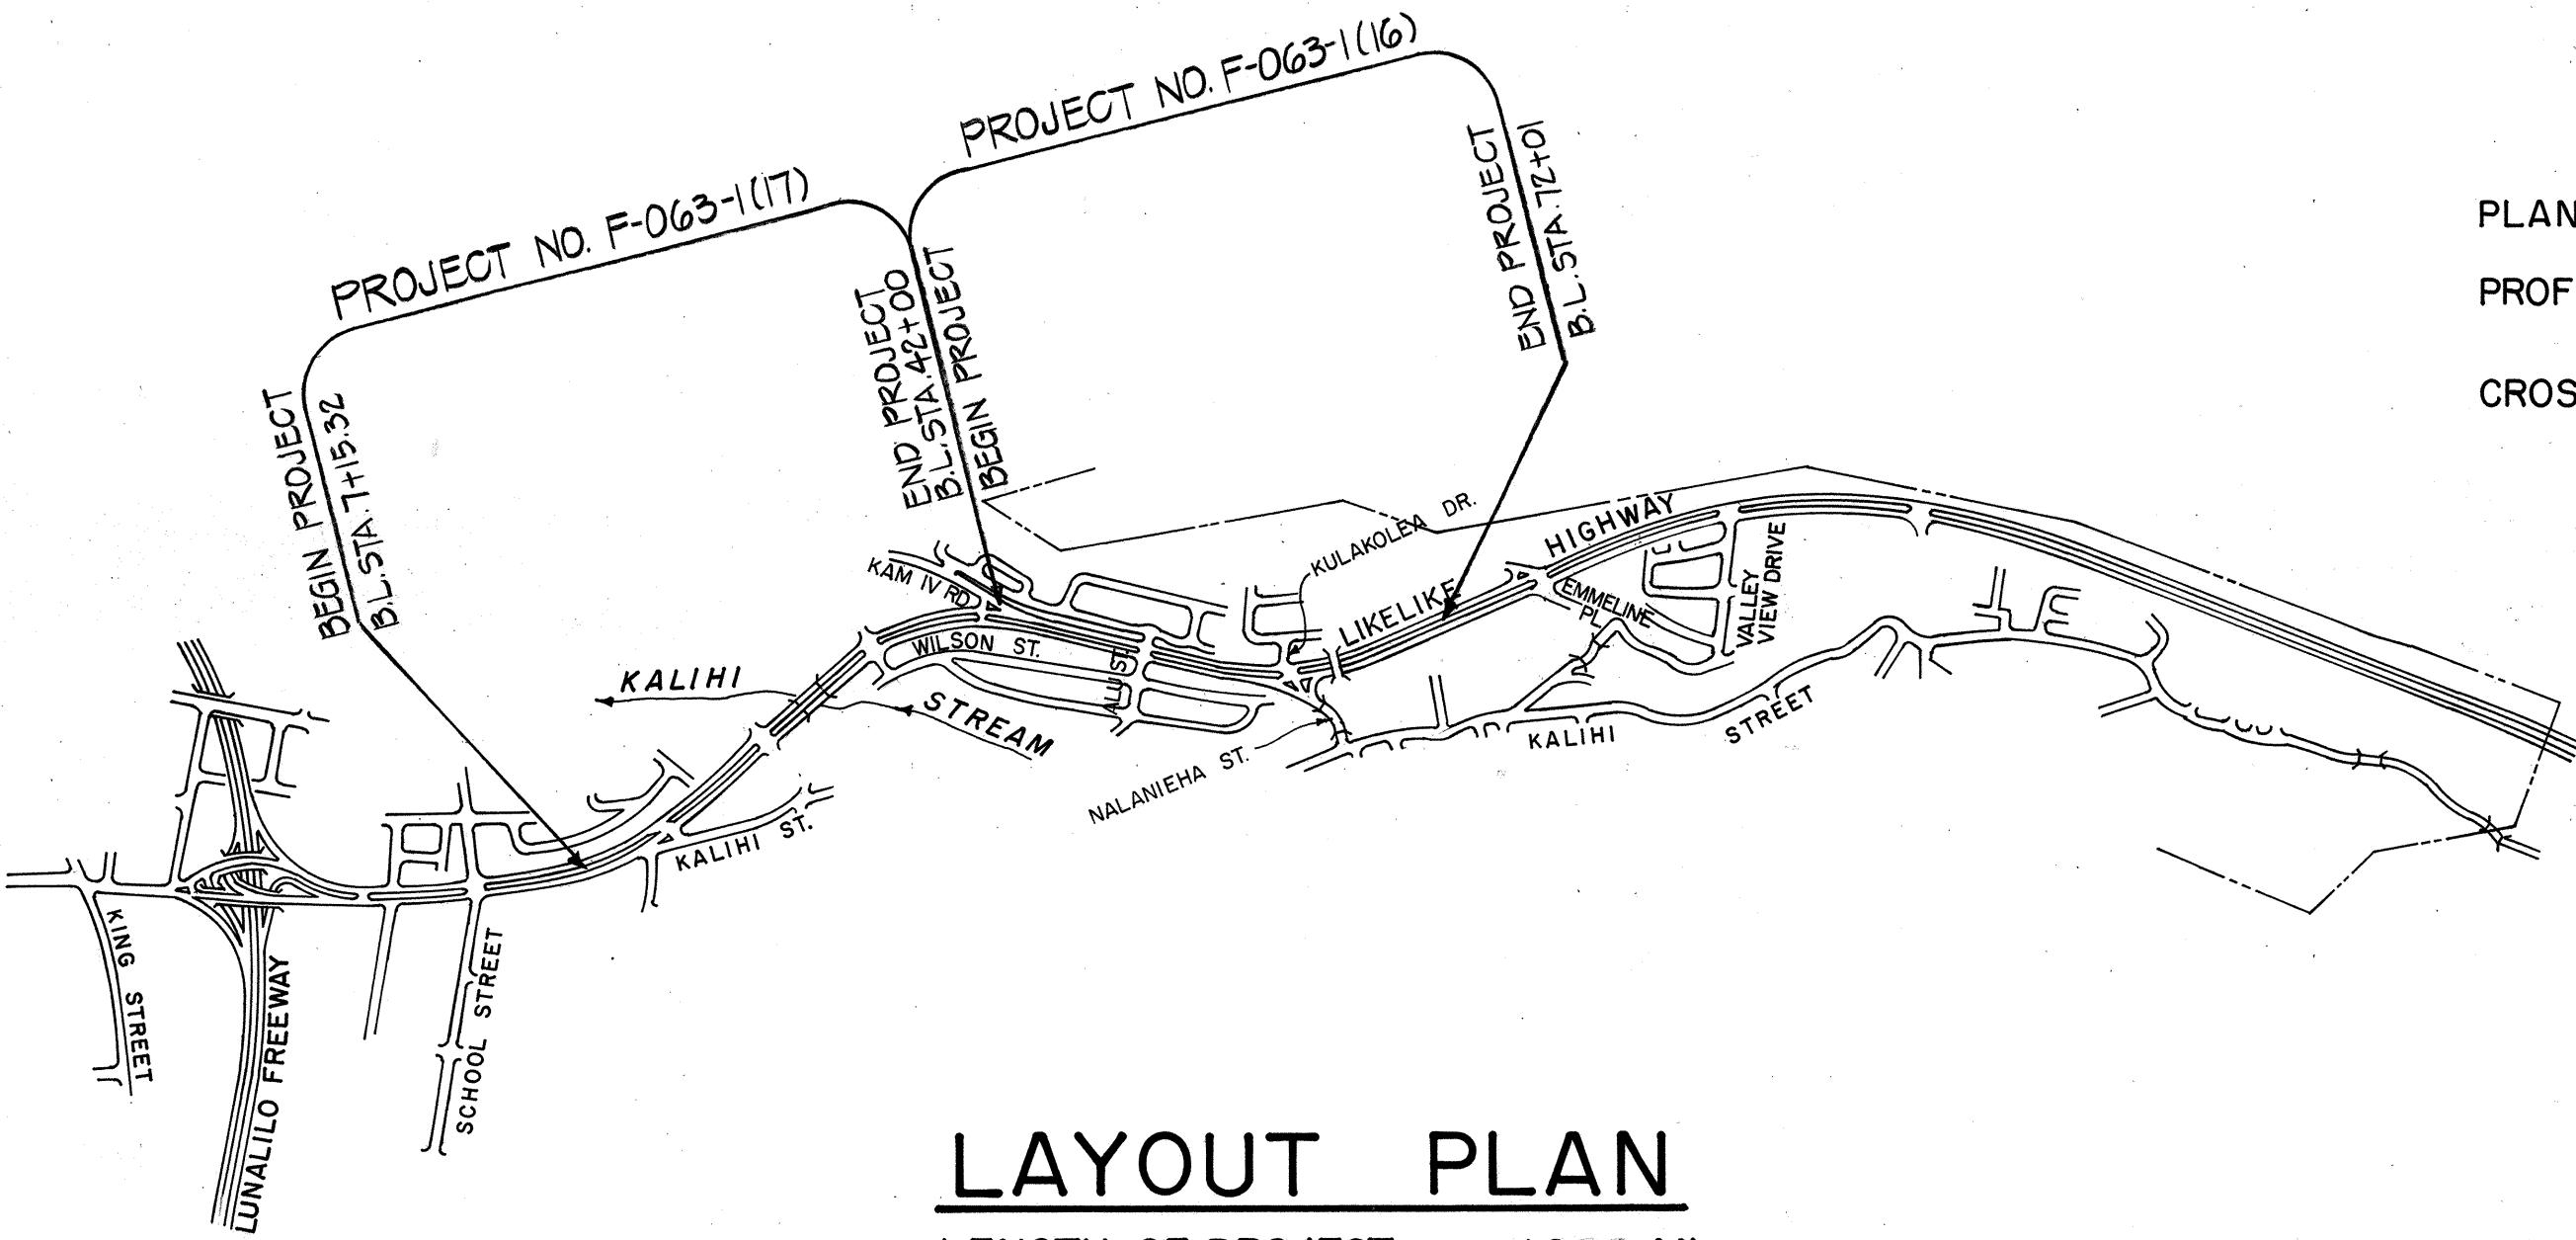 PROJECT NO. F-063-1(16)
PROJECT NO. F-063-1(17)
END PROJECT
B.L. STA. 72+01
BEGIN PROJECT
B.L. STA. 7+15.32
END PROJECT
B.L. STA. 42+00
BEGIN PROJECT
PLAN
PROF
CROS
KULAKOLEA DR.
LIKELIKE HIGHWAY
KAM IV RD
EMMELINE
PL.
VALLEY
VIEW DRIVE
WILSON ST.
ALU ST.
KALIHI STREAM
KALIHI STREET
NALANIEHA ST.
KALIHI ST.
KING STREET
LUNALILO FREEWAY
SCHOOL STREET
LAYOUT PLAN